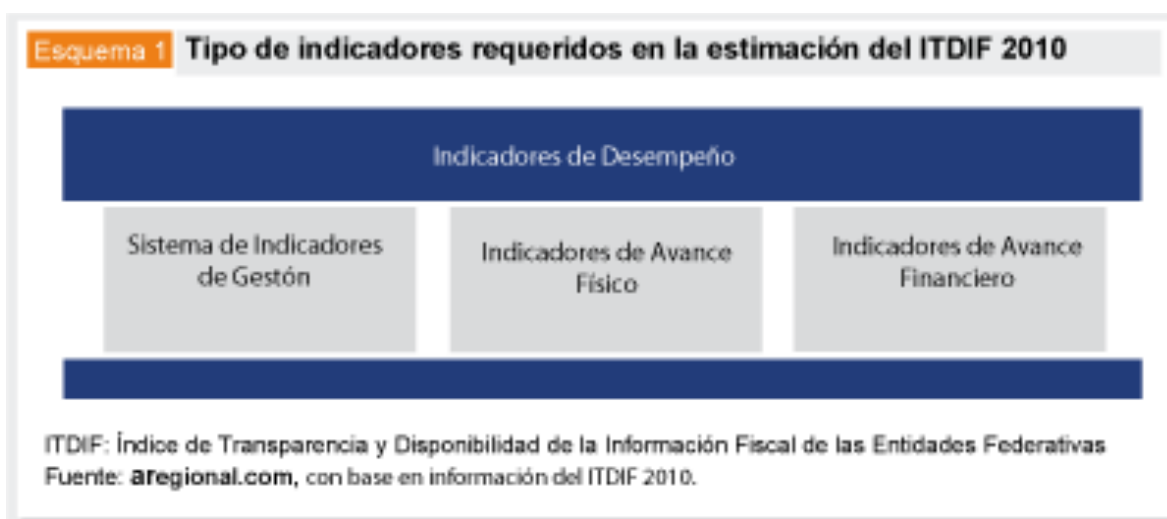 Esquema 1 Tipo de indicadores requeridos en la estimación del ITDIF 2010
Indicadores de Desempeño
Sistema de Indicadores
de Gestón
Indicadores de Avance
Físico
Indicadores de Avance
Financiero
ITDIF: Índice de Transparencia y Disponibilidad de la Información Fiscal de las Entidades Federativas
Fuente: aregional.com, con base en información del ITDIF 2010.